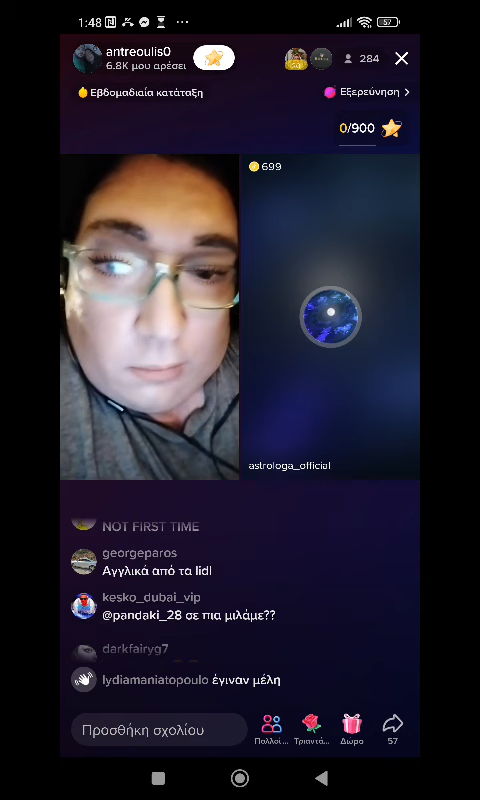 1:48
57
antreoulis0
6.8K μου αρέσει
284
Εβδομαδιαία κατάταξη
Εξερεύνηση >
0/900
699
astrologa_official
NOT FIRST TIME
georgeparos
Αγγλικά από τα lidl
kesko_dubai_vip
@pandaki_28 σε πια μιλάμε??
darkfairyg7
lydiamaniatopoulo έγιναν μέλη
Προσθήκη σχολίου
Πολλοί... Τριαντά... Δώρο 57